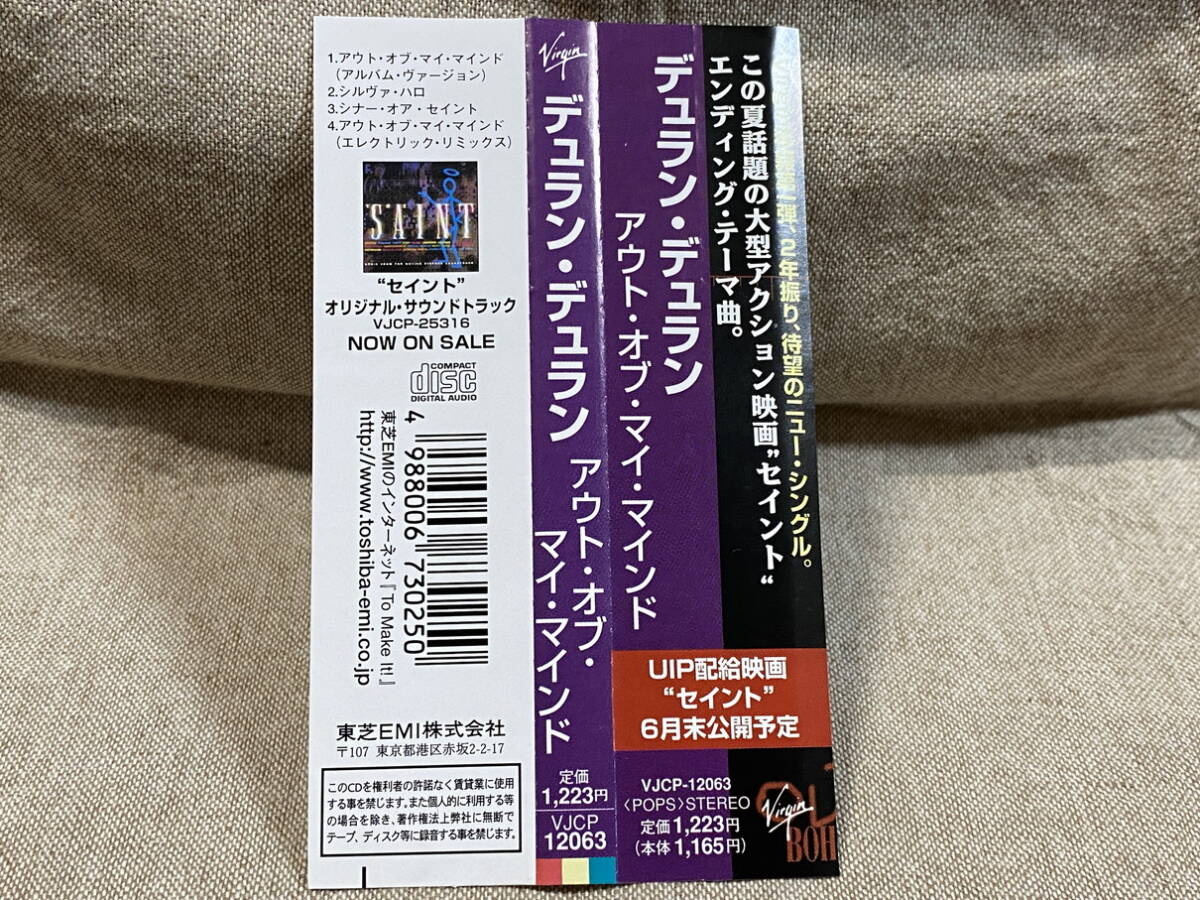 1.アウト・オブ・マイ・マインド
(アルバム・ヴァージョン)
2.シルヴァ・ハロ
3.シナー・オア・セイント
4.アウト・オブ・マイ・マインド
(エレクトリック・リミックス)
SAINT
“セイント”
オリジナル・サウンドトラック
VJCP-25316
NOW ON SALE
COMPACT
disc
DIGITAL AUDIO
4 988006 730250
東芝EMIのインターネット『To Make It!』
http://www.toshiba-emi.co.jp
東芝EMI株式会社
〒107 東京都港区赤坂2-2-17
このCDを権利者の許諾なく賃貸業に使用
する事を禁じます。また個人的に利用する等
の場合を除き、著作権法上弊社に無断で
テープ、ディスク等に録音する事を禁じます。
Virgin
デュラン・デュラン
アウト・オブ・
マイ・マインド
定価
1,223円
VJCP
12063
デュラン・デュラン
アウト・オブ・マイ・マインド
弾、2年振り、待望のニュー・シングル。
この夏話題の大型アクション映画“セイント“
エンディング・テーマ曲。
UIP配給映画
“セイント”
6月末公開予定
VJCP-12063
〈POPS〉STEREO
定価1,223円
(本体1,165円)
Virgin
BOH